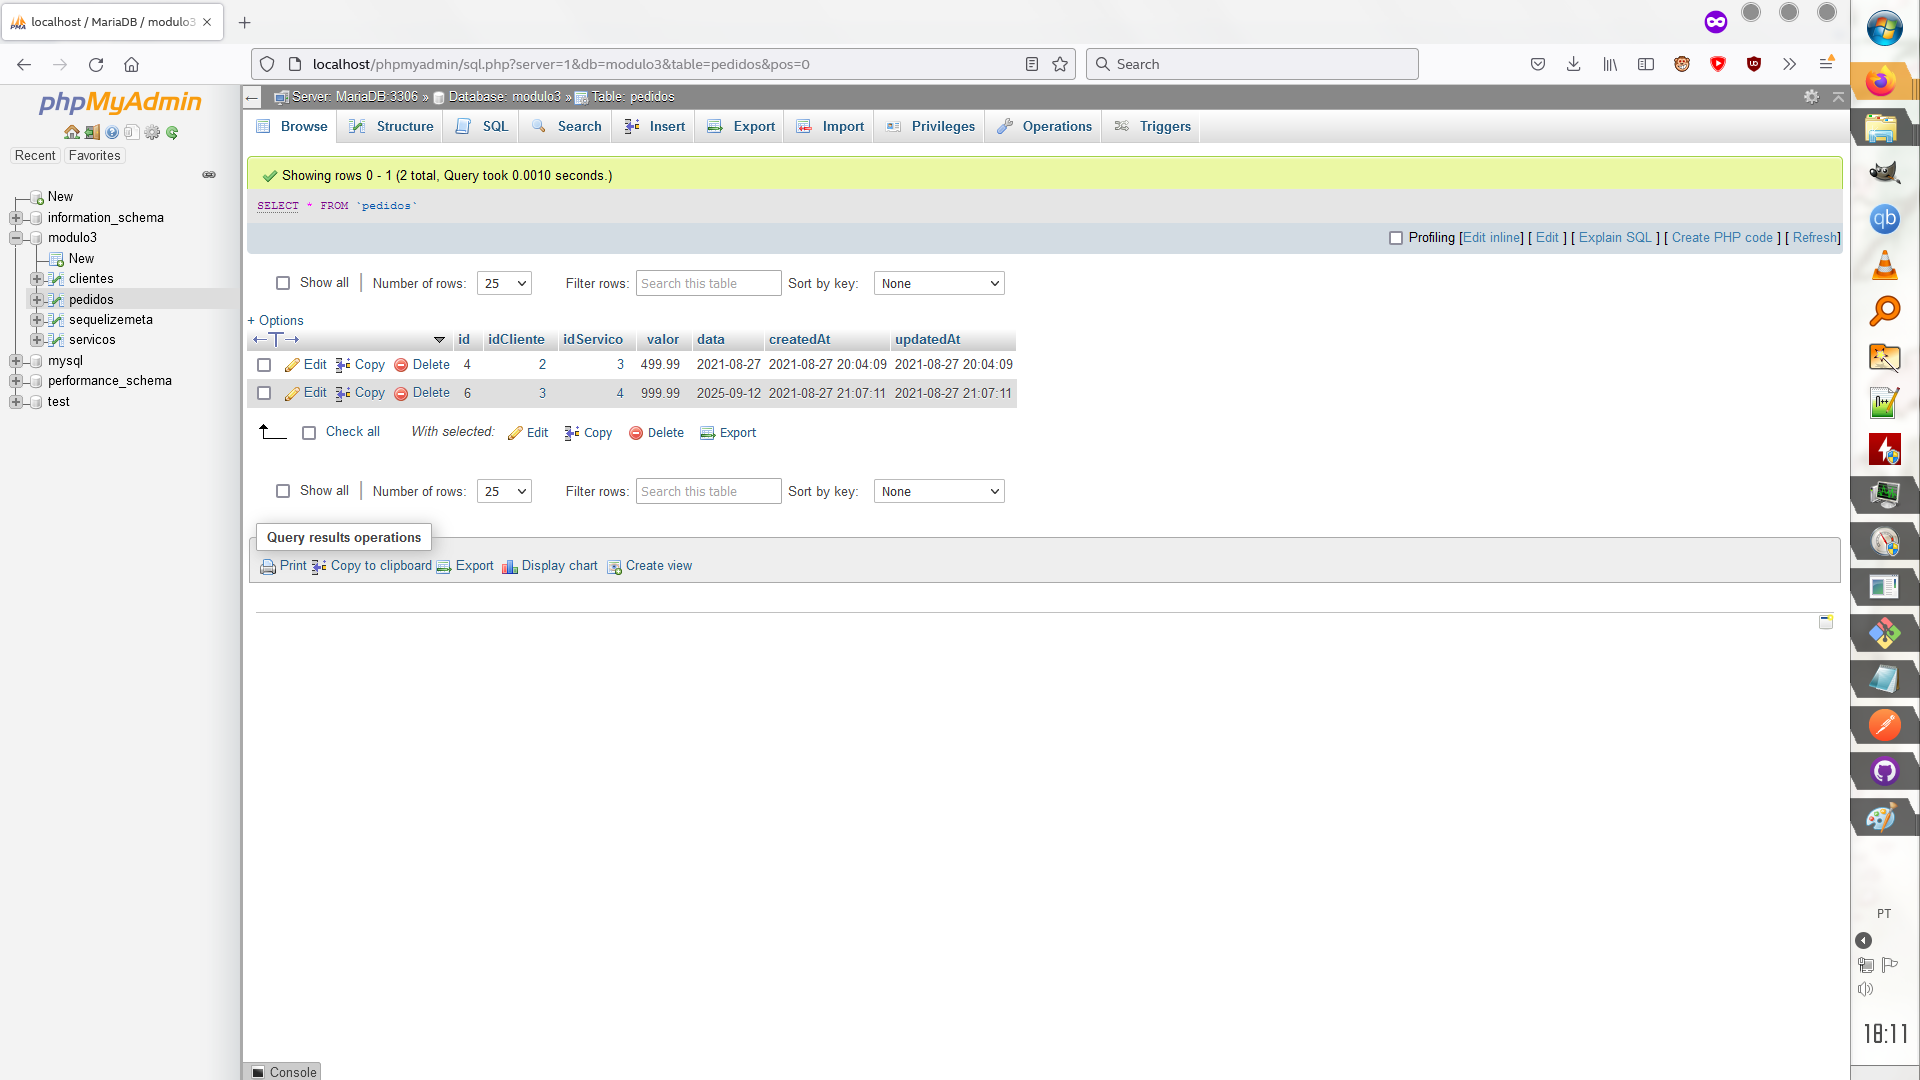 localhost / MariaDB / modulo3
localhost/phpmyadmin/sql.php?server=1&db=modulo3&table=pedidos&pos=0
Search
phpMyAdmin
Recent Favorites
New
information_schema
modulo3
New
clientes
pedidos
sequelizemeta
servicos
mysql
performance_schema
test
Server: MariaDB:3306 » Database: modulo3 » Table: pedidos
Browse Structure SQL Search Insert Export Import Privileges Operations Triggers
Showing rows 0 - 1 (2 total, Query took 0.0010 seconds.)
SELECT * FROM `pedidos`
Profiling [Edit inline] [ Edit ] [ Explain SQL ] [ Create PHP code ] [ Refresh]
Show all Number of rows: 25 Filter rows: Search this table Sort by key: None
+ Options
←T→ id idCliente idServico valor data createdAt updatedAt
Edit Copy Delete 4 2 3 499.99 2021-08-27 2021-08-27 20:04:09 2021-08-27 20:04:09
Edit Copy Delete 6 3 4 999.99 2025-09-12 2021-08-27 21:07:11 2021-08-27 21:07:11
Check all With selected: Edit Copy Delete Export
Show all Number of rows: 25 Filter rows: Search this table Sort by key: None
Query results operations
Print Copy to clipboard Export Display chart Create view
Console
qb
PT
18:11